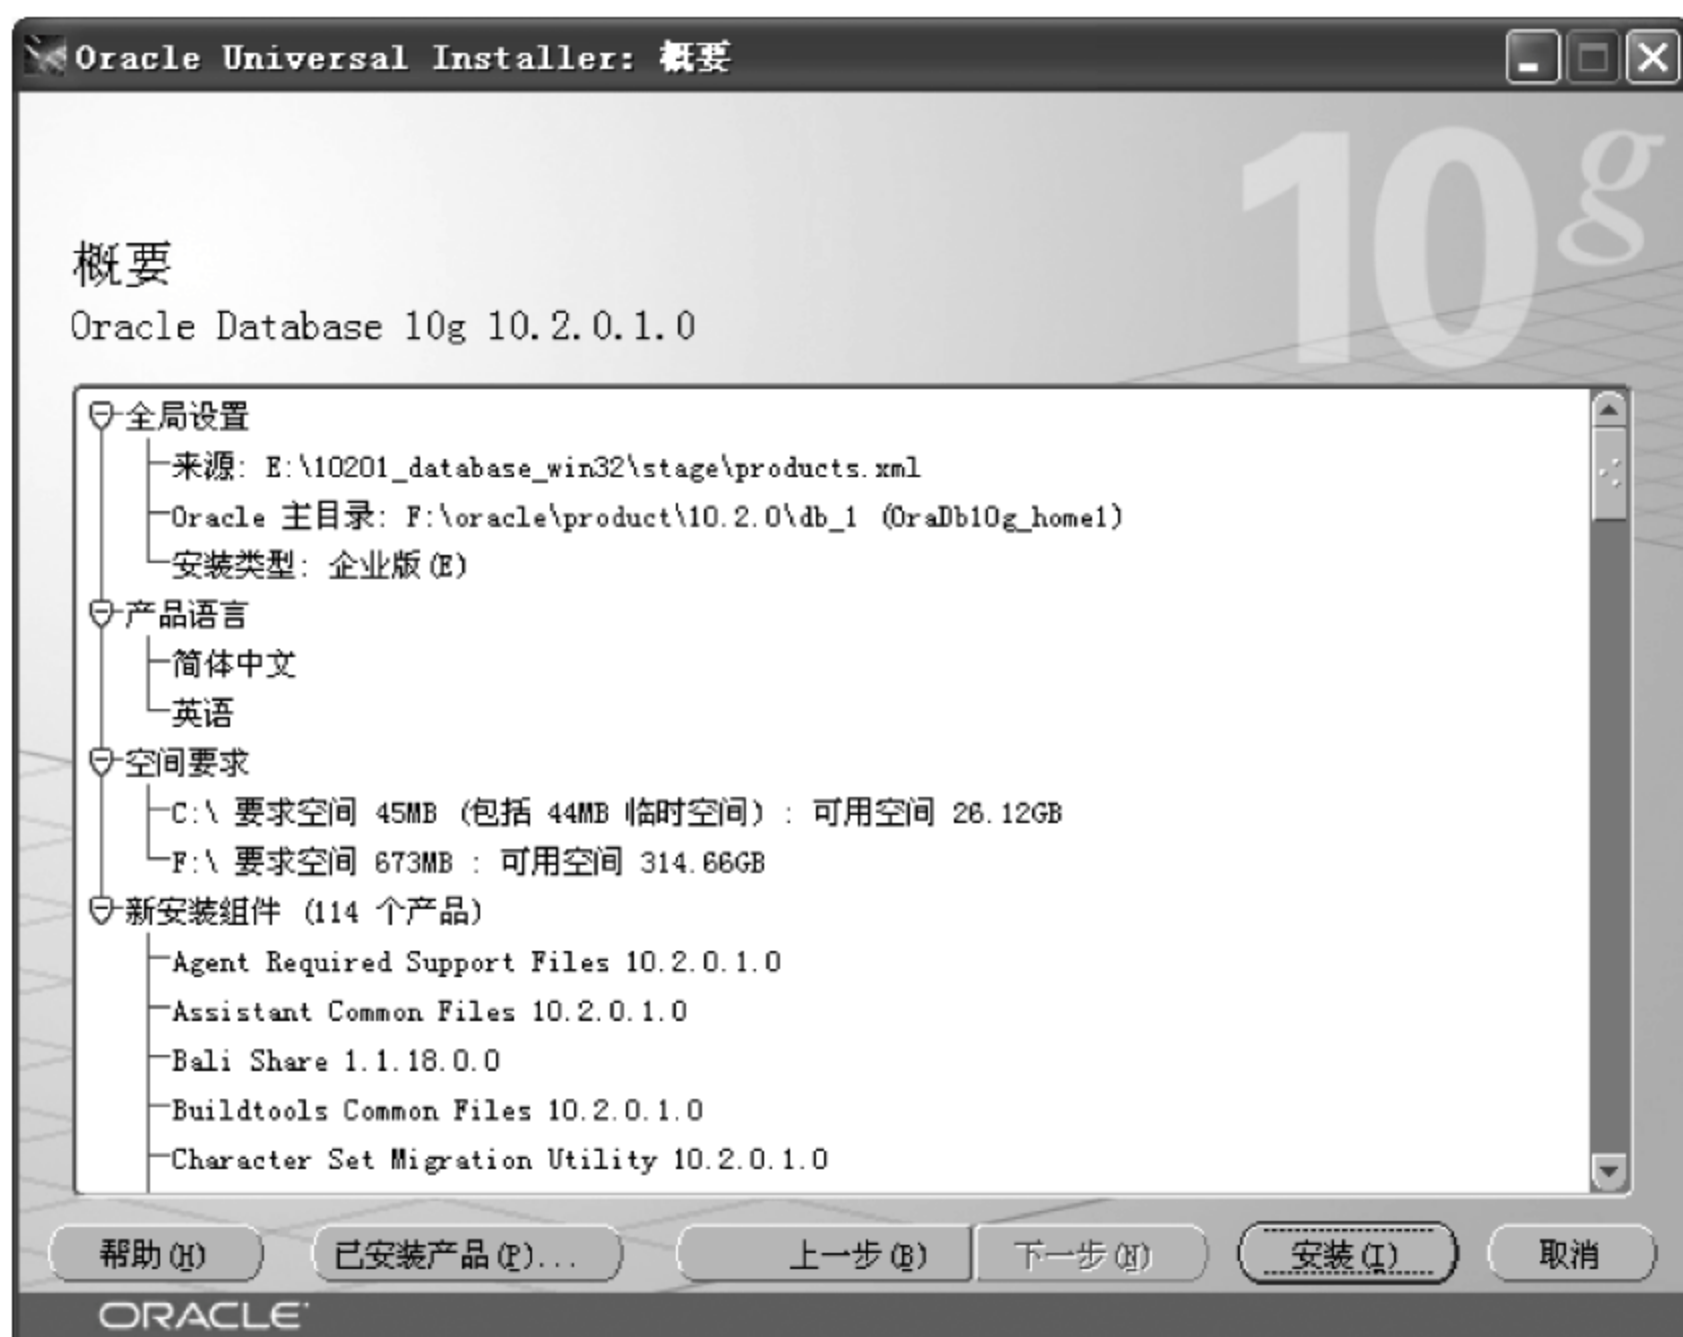 Oracle Universal Installer: 概要
10g
概要
Oracle Database 10g 10.2.0.1.0
全局设置
来源: E:\10201_database_win32\stage\products.xml
Oracle 主目录: F:\oracle\product\10.2.0\db_1 (OraDb10g_home1)
安装类型: 企业版(E)
产品语言
简体中文
英语
空间要求
C:\ 要求空间 45MB (包括 44MB 临时空间) : 可用空间 26.12GB
F:\ 要求空间 673MB : 可用空间 314.66GB
新安装组件 (114 个产品)
Agent Required Support Files 10.2.0.1.0
Assistant Common Files 10.2.0.1.0
Bali Share 1.1.18.0.0
Buildtools Common Files 10.2.0.1.0
Character Set Migration Utility 10.2.0.1.0
帮助(H) 已安装产品(P)... 上一步(B) 下一步(N) 安装(I) 取消
ORACLE